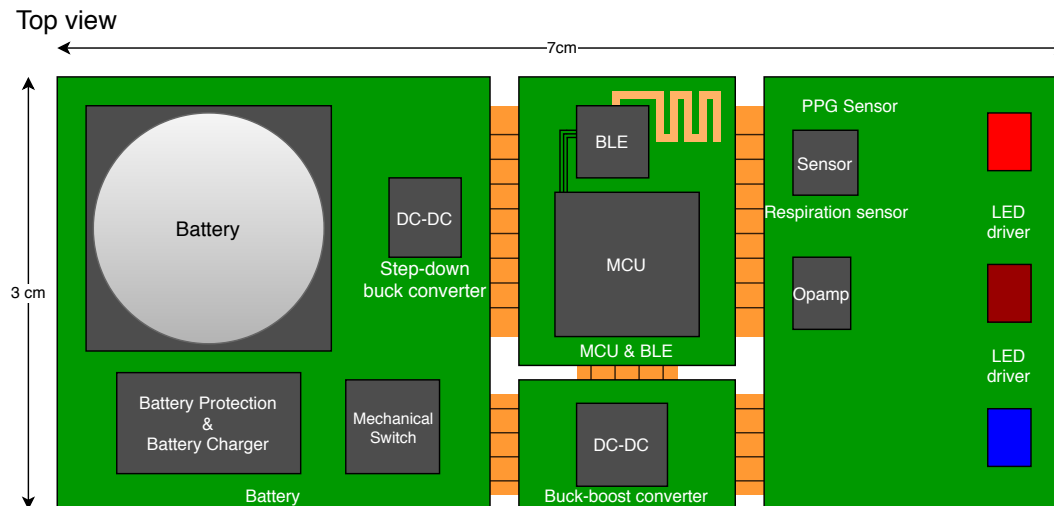 Top view
7cm
3 cm
Battery
DC-DC
Step-down
buck converter
Battery Protection
&
Battery Charger
Mechanical
Switch
Battery
BLE
MCU
MCU & BLE
DC-DC
Buck-boost converter
PPG Sensor
Sensor
Respiration sensor
Opamp
LED
driver
LED
driver